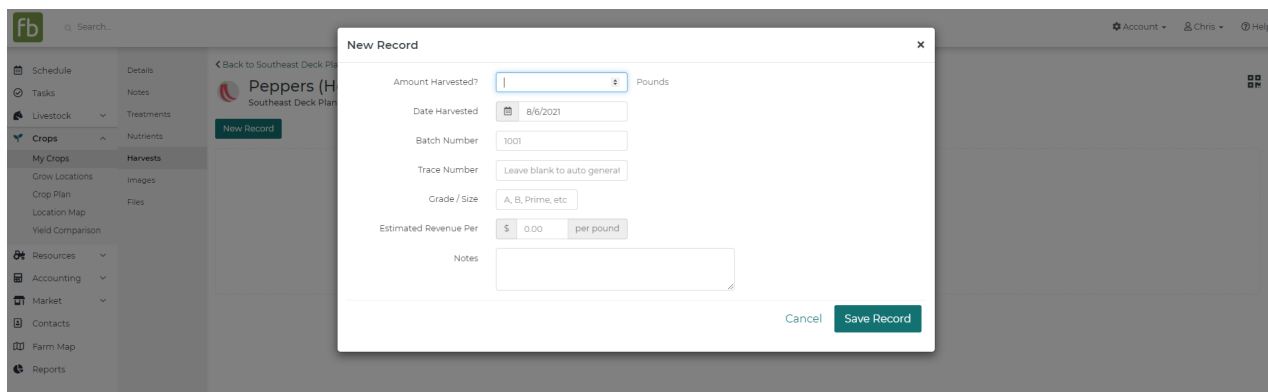 fb
Search...
Account
Chris
Help
Schedule
Tasks
Livestock
Crops
My Crops
Grow Locations
Crop Plan
Location Map
Yield Comparison
Resources
Accounting
Market
Contacts
Farm Map
Reports
Details
Notes
Treatments
Nutrients
Harvests
Images
Files
Back to Southeast Deck
Peppers
Southeast Deck
New Record
New Record
×
Amount Harvested? Pounds
Date Harvested 8/6/2021
Batch Number 1001
Trace Number Leave blank to auto generat
Grade / Size A, B, Prime, etc
Estimated Revenue Per $ 0.00 per pound
Notes
Cancel Save Record